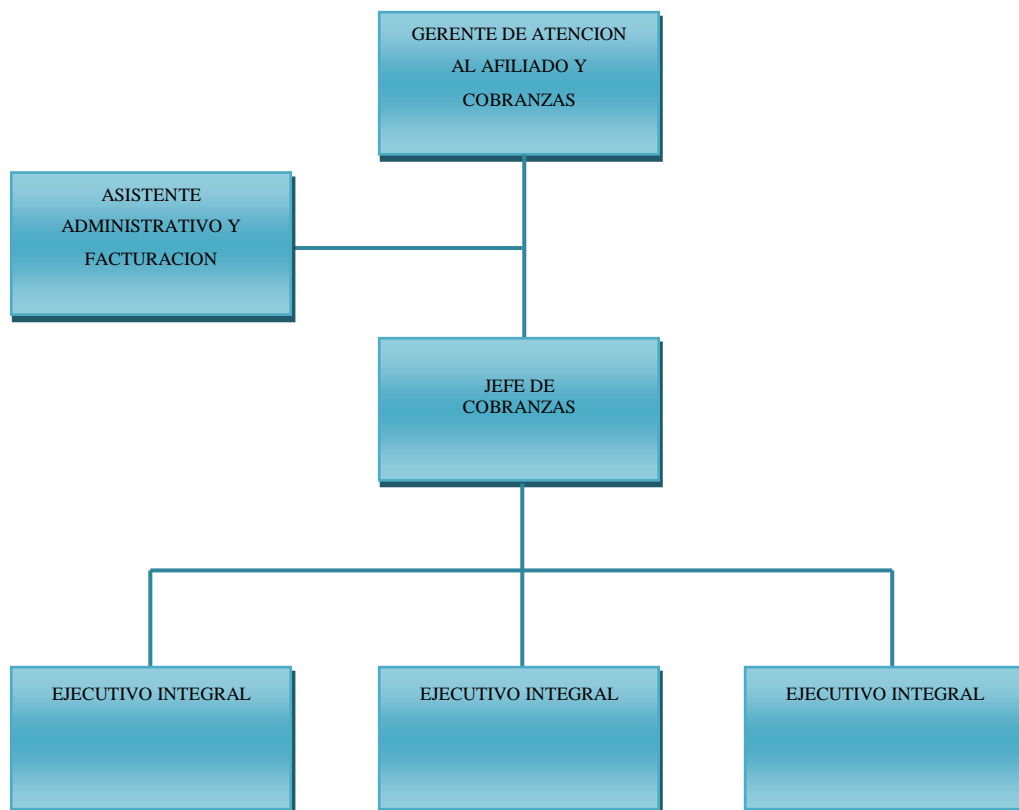 GERENTE DE ATENCION
AL AFILIADO Y
COBRANZAS
ASISTENTE
ADMINISTRATIVO Y
FACTURACION
JEFE DE
COBRANZAS
EJECUTIVO INTEGRAL
EJECUTIVO INTEGRAL
EJECUTIVO INTEGRAL